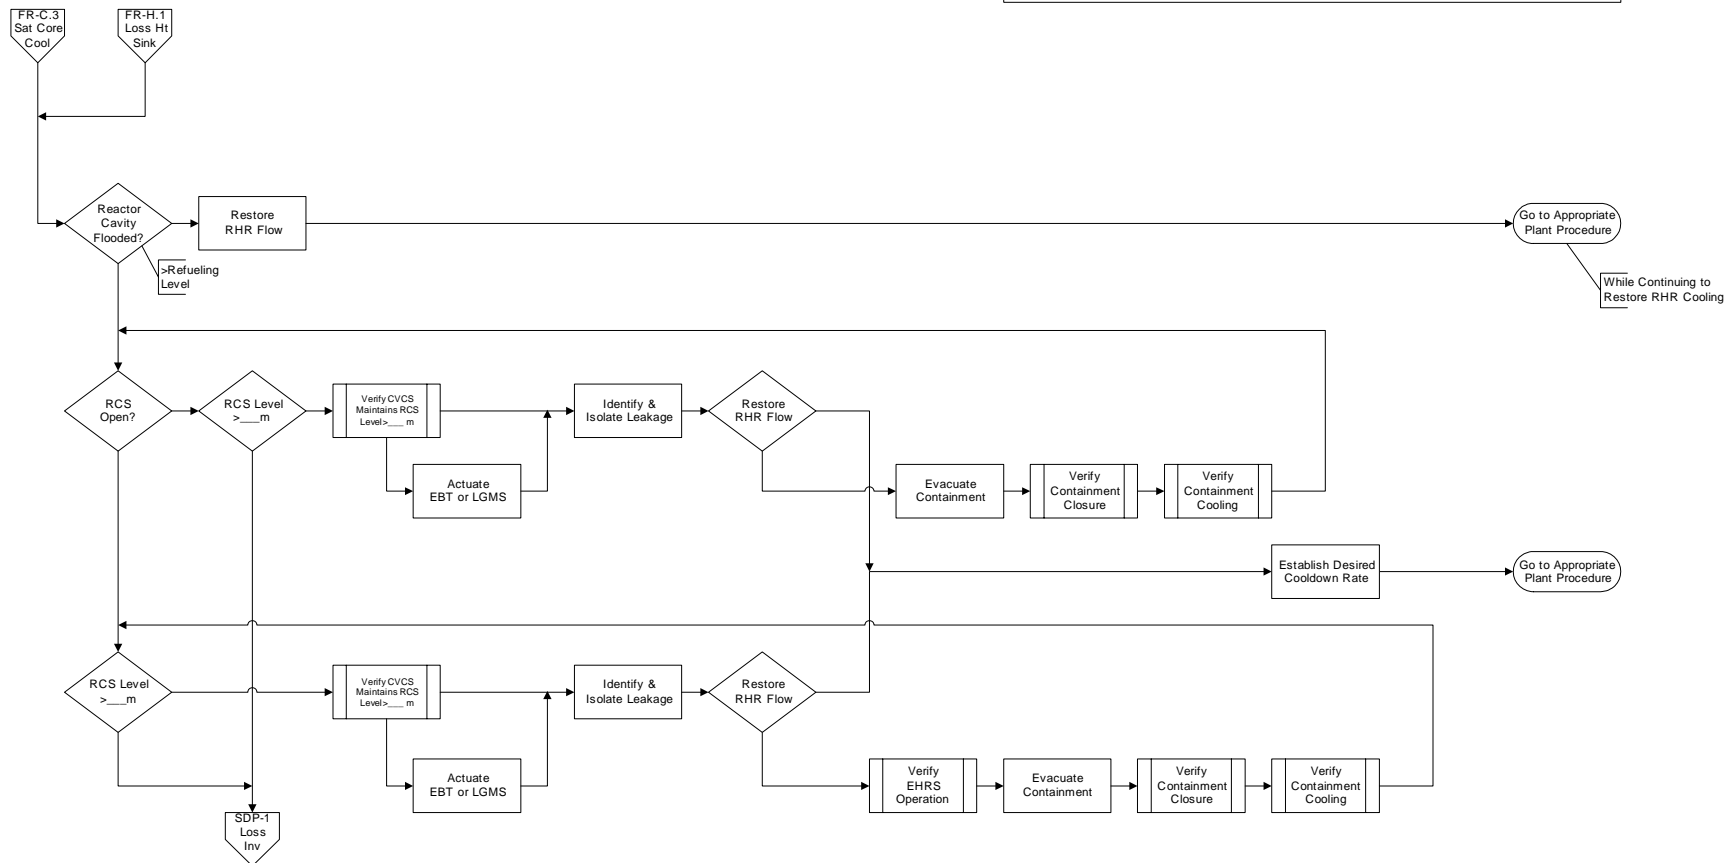 FR-C.3
Sat Core
Cool
FR-H.1
Loss Ht
Sink
Reactor
Cavity
Flooded?
Restore
RHR Flow
Go to Appropriate
Plant Procedure
>Refueling
Level
While Continuing to
Restore RHR Cooling
RCS
Open?
RCS Level
>___m
Verify CVCS
Maintains RCS
Level>___ m
Identify &
Isolate Leakage
Restore
RHR Flow
Actuate
EBT or LGMS
Evacuate
Containment
Verify
Containment
Closure
Verify
Containment
Cooling
Establish Desired
Cooldown Rate
Go to Appropriate
Plant Procedure
RCS Level
>___m
Verify CVCS
Maintains RCS
Level>___ m
Identify &
Isolate Leakage
Restore
RHR Flow
Actuate
EBT or LGMS
Verify
EHRS
Operation
Evacuate
Containment
Verify
Containment
Closure
Verify
Containment
Cooling
SDP-1
Loss
Inv